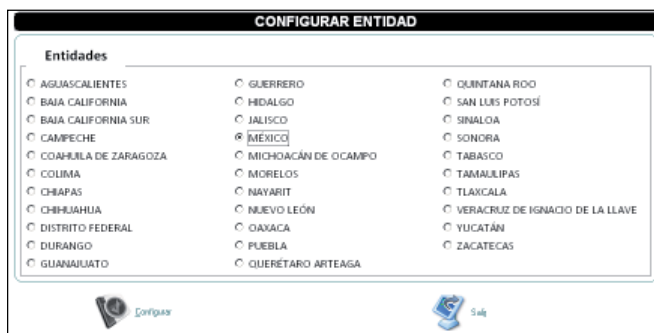 CONFIGURAR ENTIDAD
Entidades
AGUASCALIENTES
BAJA CALIFORNIA
BAJA CALIFORNIA SUR
CAMPECHE
COAHUILA DE ZARAGOZA
COLIMA
CHIAPAS
CHIHUAHUA
DISTRITO FEDERAL
DURANGO
GUANAJUATO
GUERRERO
HIDALGO
JALISCO
MÉXICO
MICHOACÁN DE OCAMPO
MORELOS
NAYARIT
NUEVO LEÓN
OAXACA
PUEBLA
QUERÉTARO ARTEAGA
QUINTANA ROO
SAN LUIS POTOSÍ
SINALOA
SONORA
TABASCO
TAMAULIPAS
TLAXCALA
VERACRUZ DE IGNACIO DE LA LLAVE
YUCATÁN
ZACATECAS
Configurar
Salir